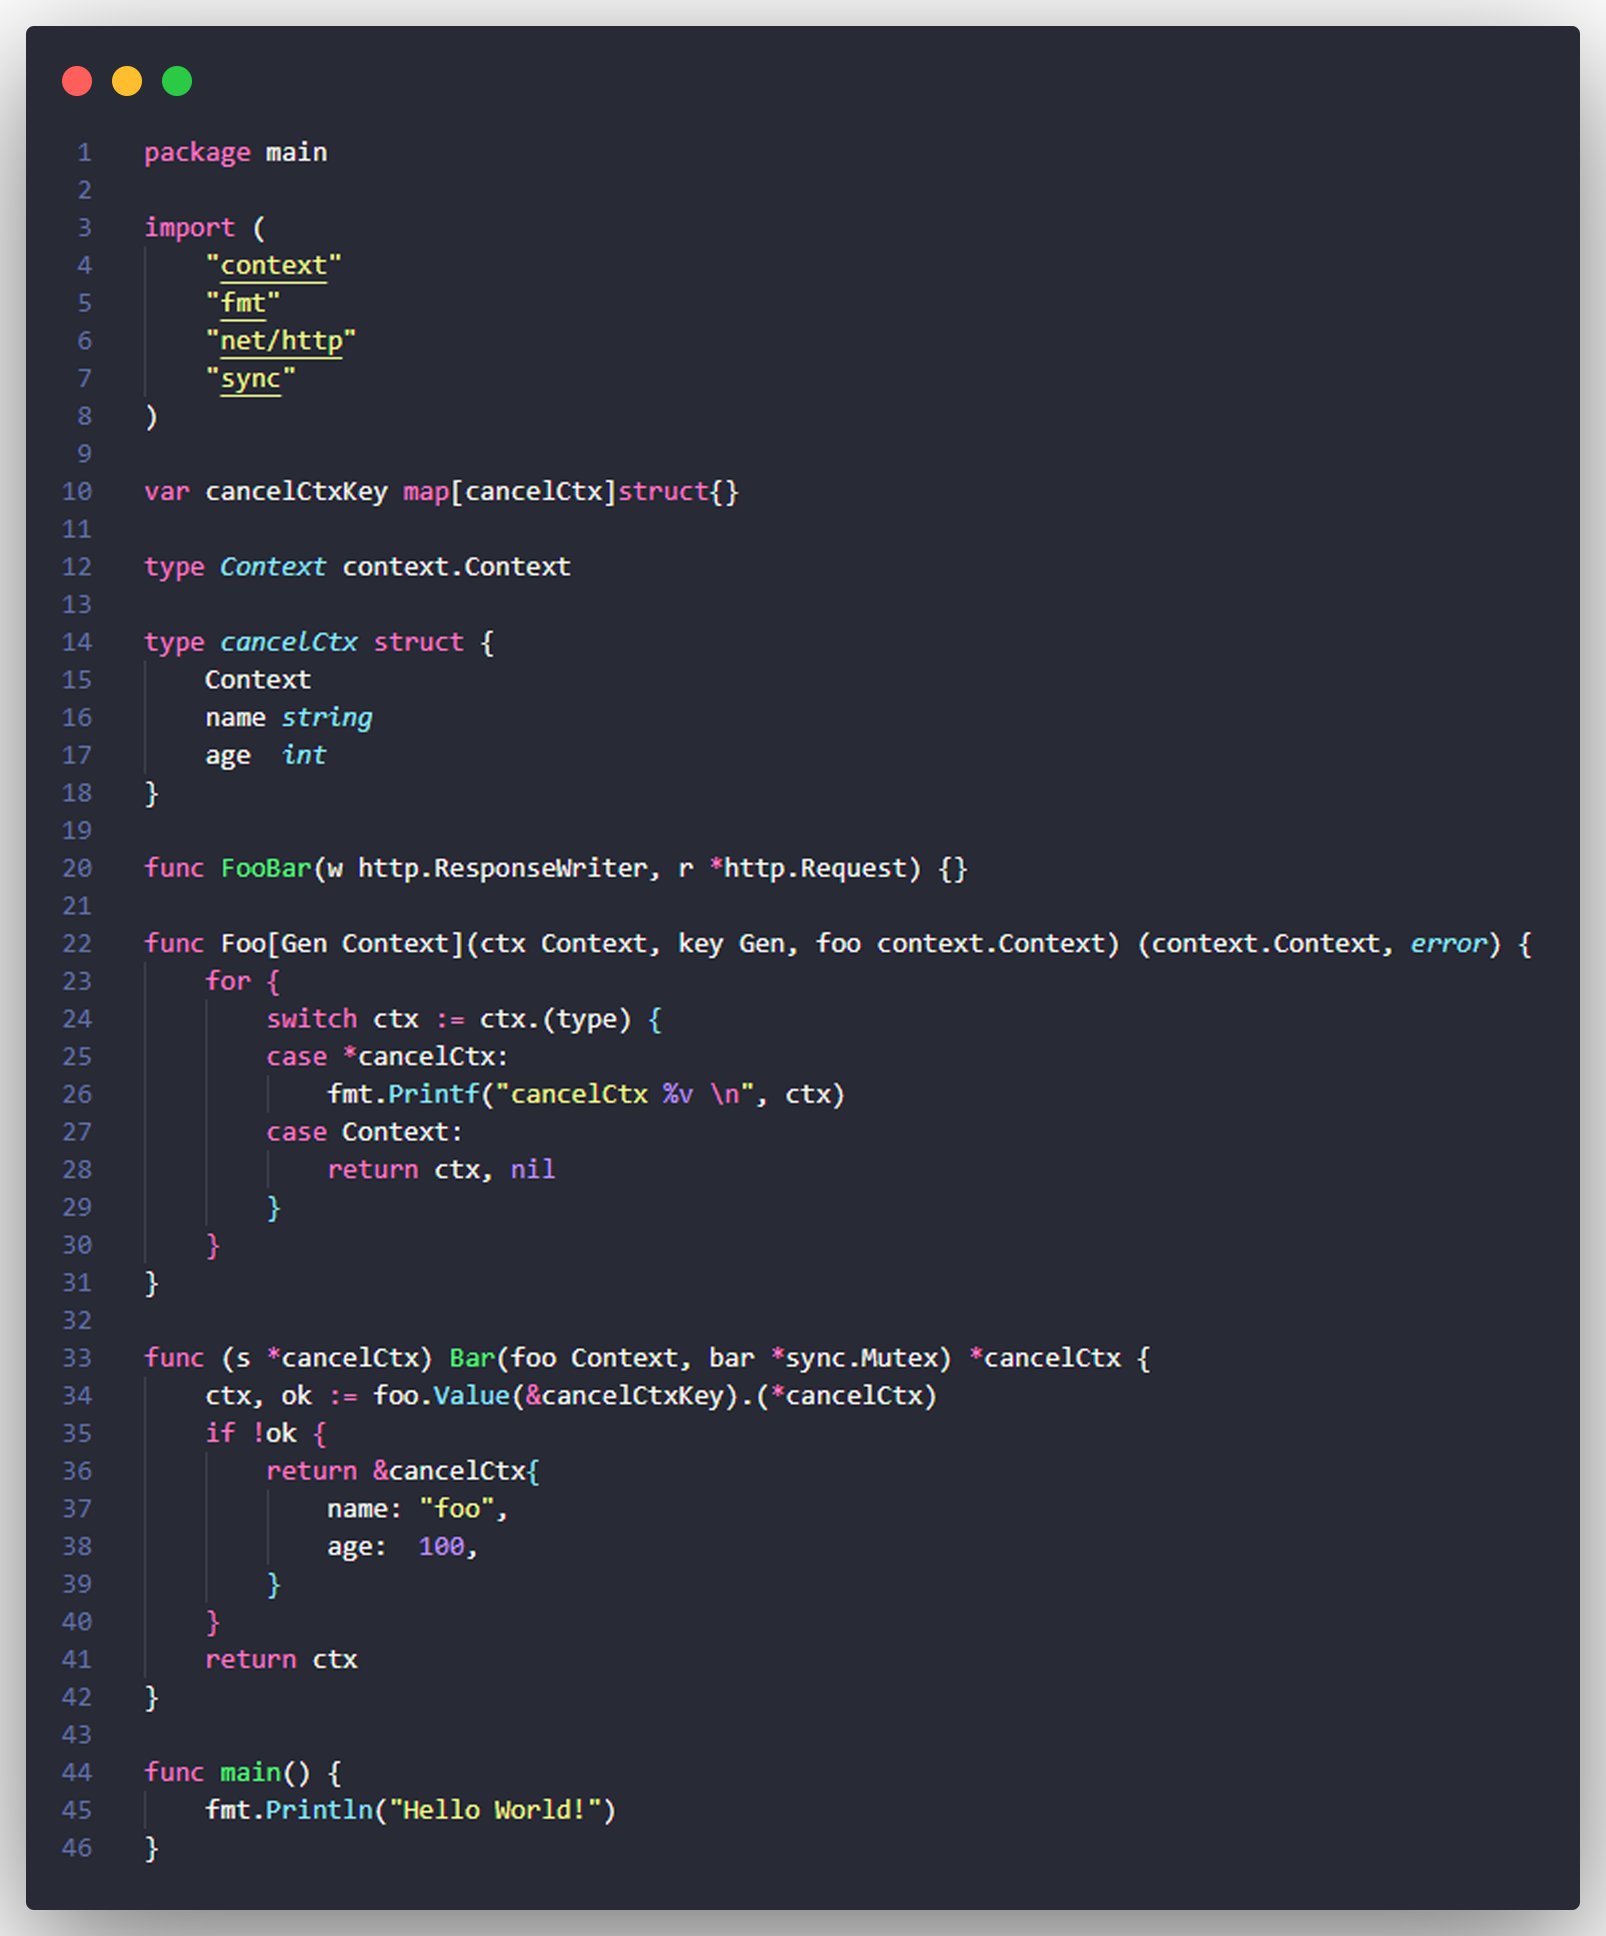 1 package main
2
3 import (
4     "context"
5     "fmt"
6     "net/http"
7     "sync"
8 )
9
10 var cancelCtxKey map[cancelCtx]struct{}
11
12 type Context context.Context
13
14 type cancelCtx struct {
15     Context
16     name string
17     age  int
18 }
19
20 func FooBar(w http.ResponseWriter, r *http.Request) {}
21
22 func Foo[Gen Context](ctx Context, key Gen, foo context.Context) (context.Context, error) {
23     for {
24         switch ctx := ctx.(type) {
25         case *cancelCtx:
26             fmt.Printf("cancelCtx %v \n", ctx)
27         case Context:
28             return ctx, nil
29         }
30     }
31 }
32
33 func (s *cancelCtx) Bar(foo Context, bar *sync.Mutex) *cancelCtx {
34     ctx, ok := foo.Value(&cancelCtxKey).(*cancelCtx)
35     if !ok {
36         return &cancelCtx{
37             name: "foo",
38             age:  100,
39         }
40     }
41     return ctx
42 }
43
44 func main() {
45     fmt.Println("Hello World!")
46 }